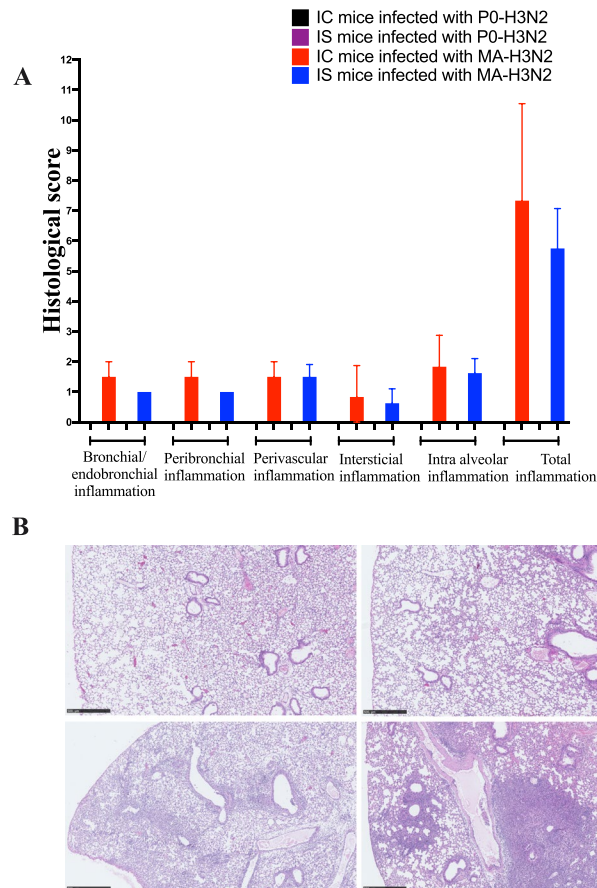 IC mice infected with P0-H3N2
IS mice infected with P0-H3N2
IC mice infected with MA-H3N2
IS mice infected with MA-H3N2
A
Histological score
12
11
10
9
8
7
6
5
4
3
2
1
0
Bronchial/
endobronchial
inflammation
Peribronchial
inflammation
Perivascular
inflammation
Intersticial
inflammation
Intra alveolar
inflammation
Total
inflammation
B